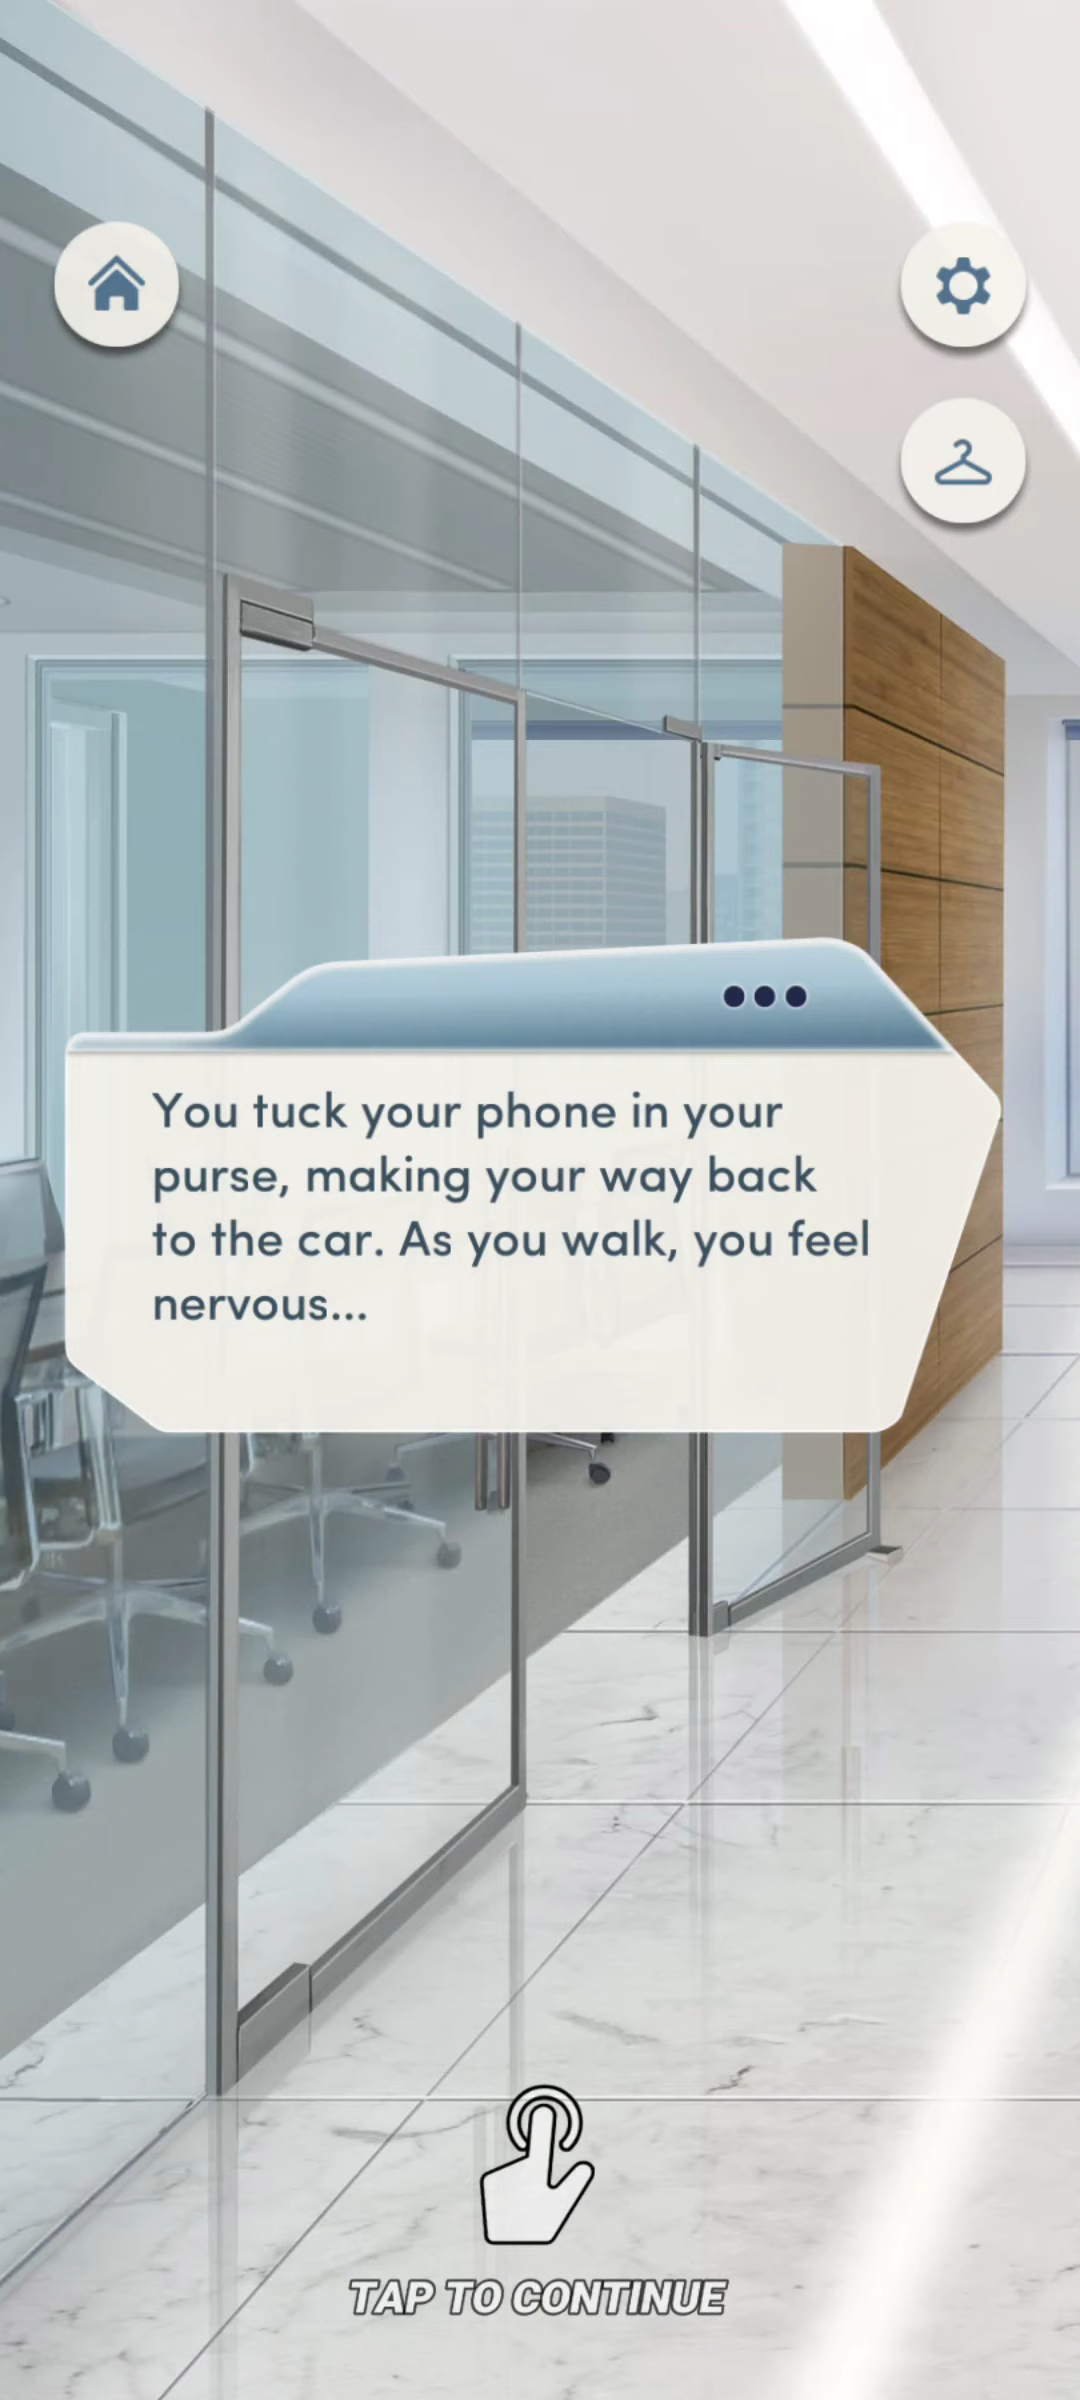 You tuck your phone in your
purse, making your way back
to the car. As you walk, you feel
nervous...
TAP TO CONTINUE